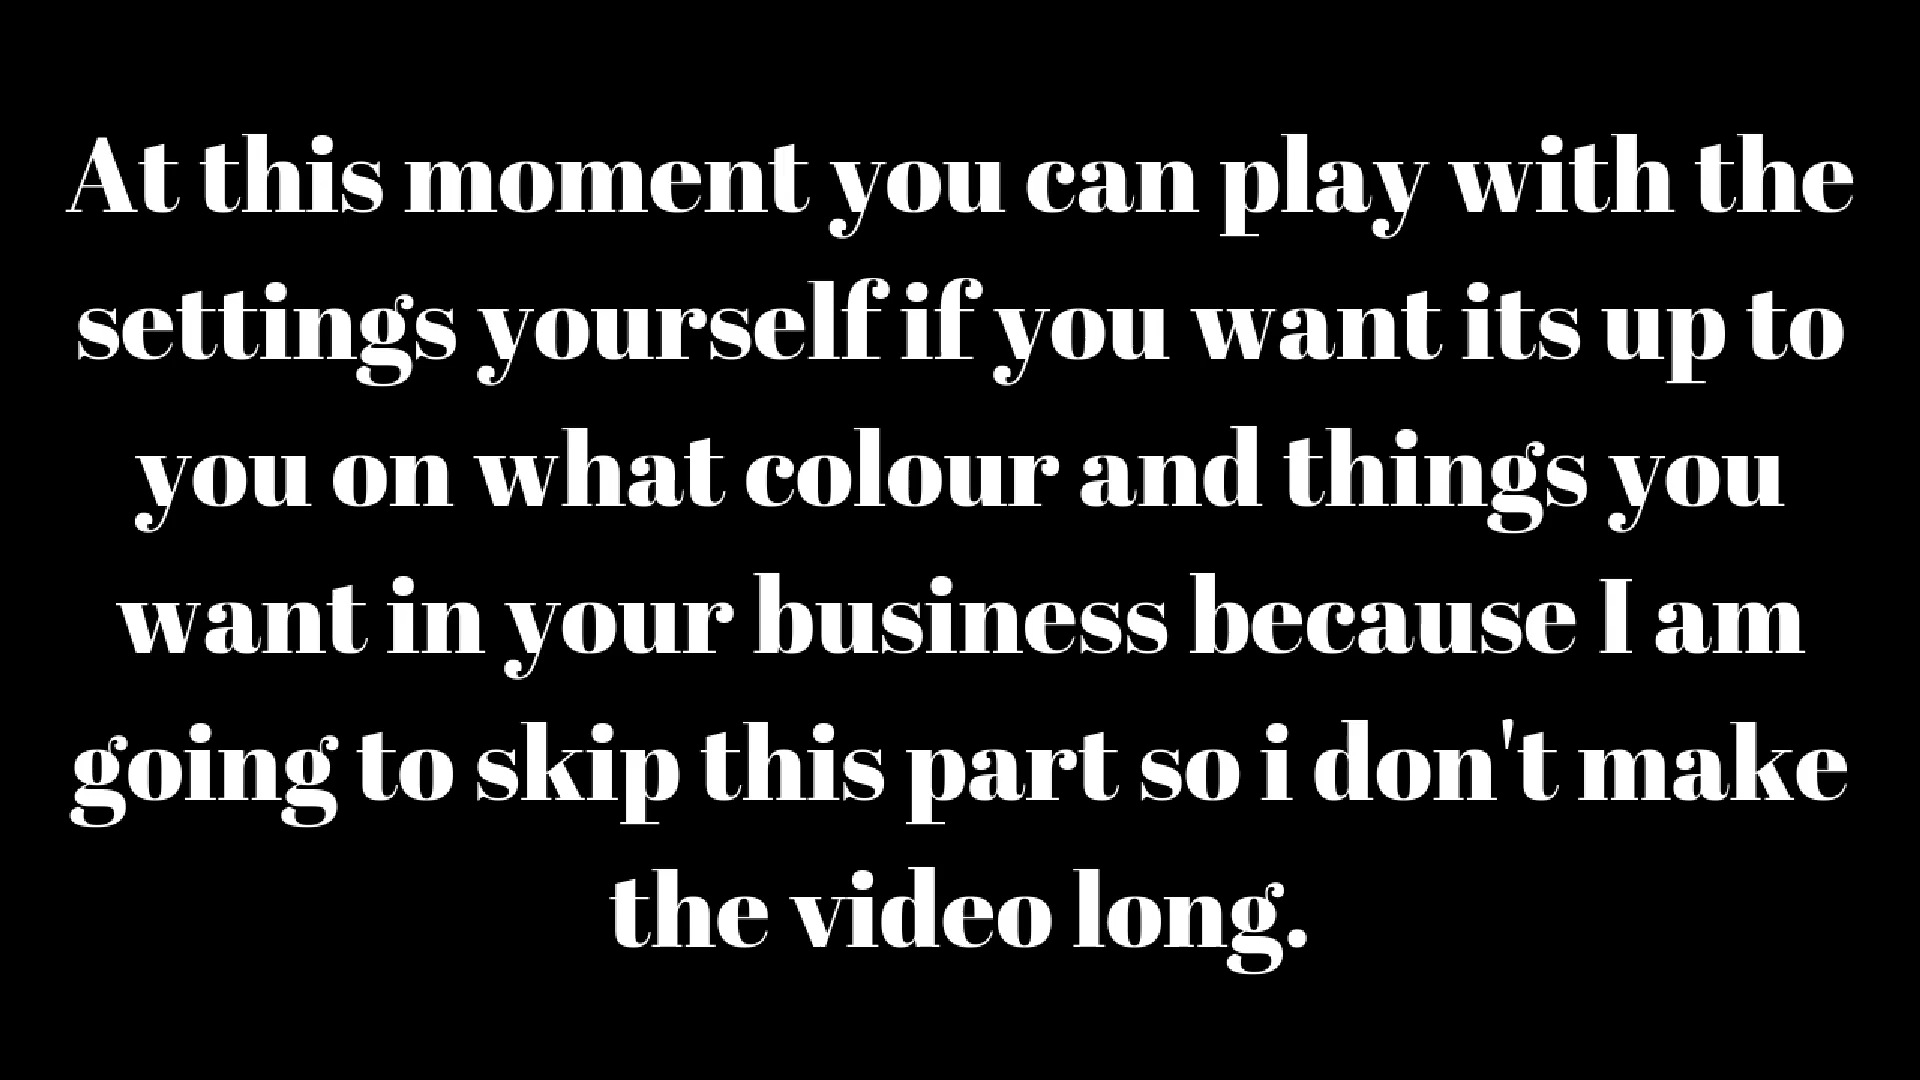 At this moment you can play with the
settings yourself if you want its up to
you on what colour and things you
want in your business because I am
going to skip this part so i don't make
the video long.